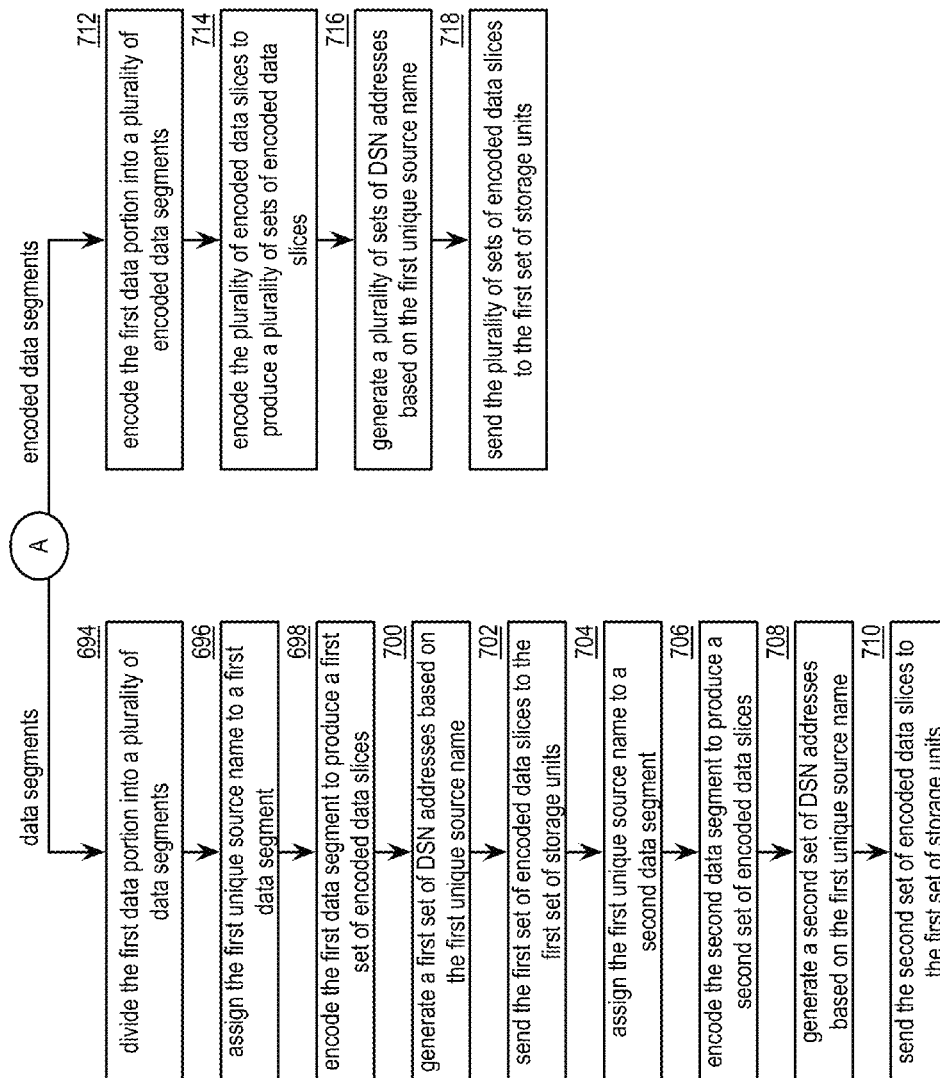 A
data segments
encoded data segments
694
divide the first data portion into a plurality of
data segments
696
assign the first unique source name to a first
data segment
698
encode the first data segment to produce a first
set of encoded data slices
700
generate a first set of DSN addresses based on
the first unique source name
702
send the first set of encoded data slices to the
first set of storage units
704
assign the first unique source name to a
second data segment
706
encode the second data segment to produce a
second set of encoded data slices
708
generate a second set of DSN addresses
based on the first unique source name
710
send the second set of encoded data slices to
the first set of storage units
712
encode the first data portion into a plurality of
encoded data segments
714
encode the plurality of encoded data slices to
produce a plurality of sets of encoded data
slices
716
generate a plurality of sets of DSN addresses
based on the first unique source name
718
send the plurality of sets of encoded data slices
to the first set of storage units